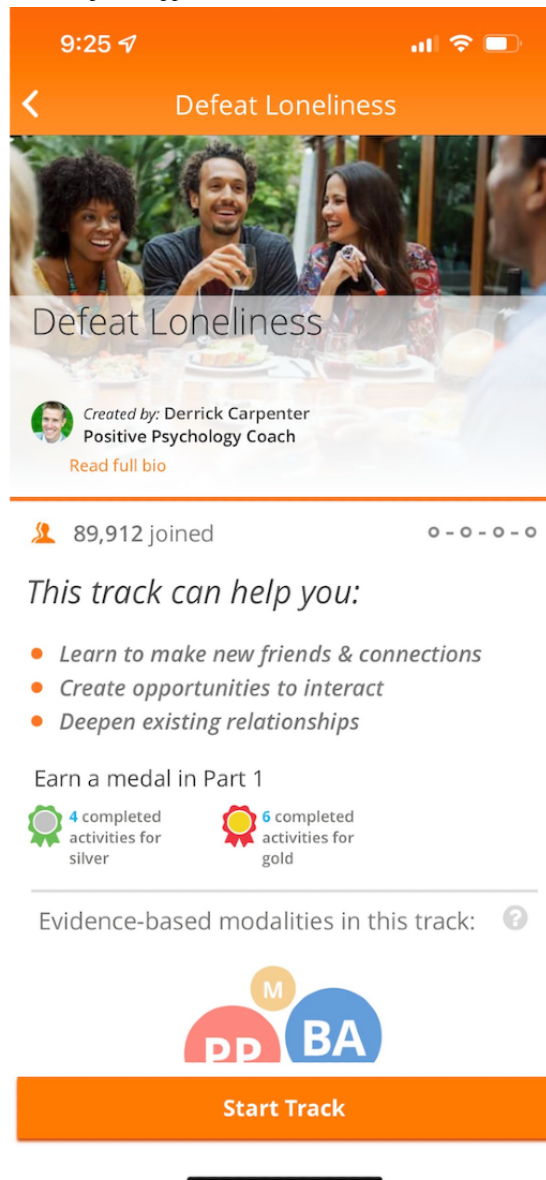 9:25
Defeat Loneliness
Defeat Loneliness
Created by: Derrick Carpenter
Positive Psychology Coach
Read full bio
89,912 joined
This track can help you:
Learn to make new friends & connections
Create opportunities to interact
Deepen existing relationships
Earn a medal in Part 1
4 completed
activities for
silver
6 completed
activities for
gold
Evidence-based modalities in this track: ?
M
PP
BA
Start Track